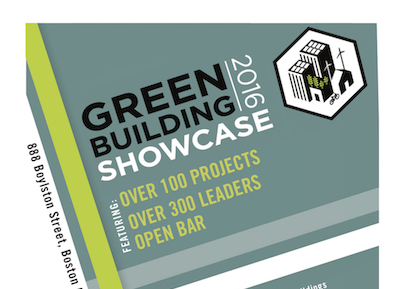 GREEN
BUILDING
SHOWCASE
2016
FEATURING:
OVER 100 PROJECTS
OVER 300 LEADERS
OPEN BAR
888 Boylston Street, Boston